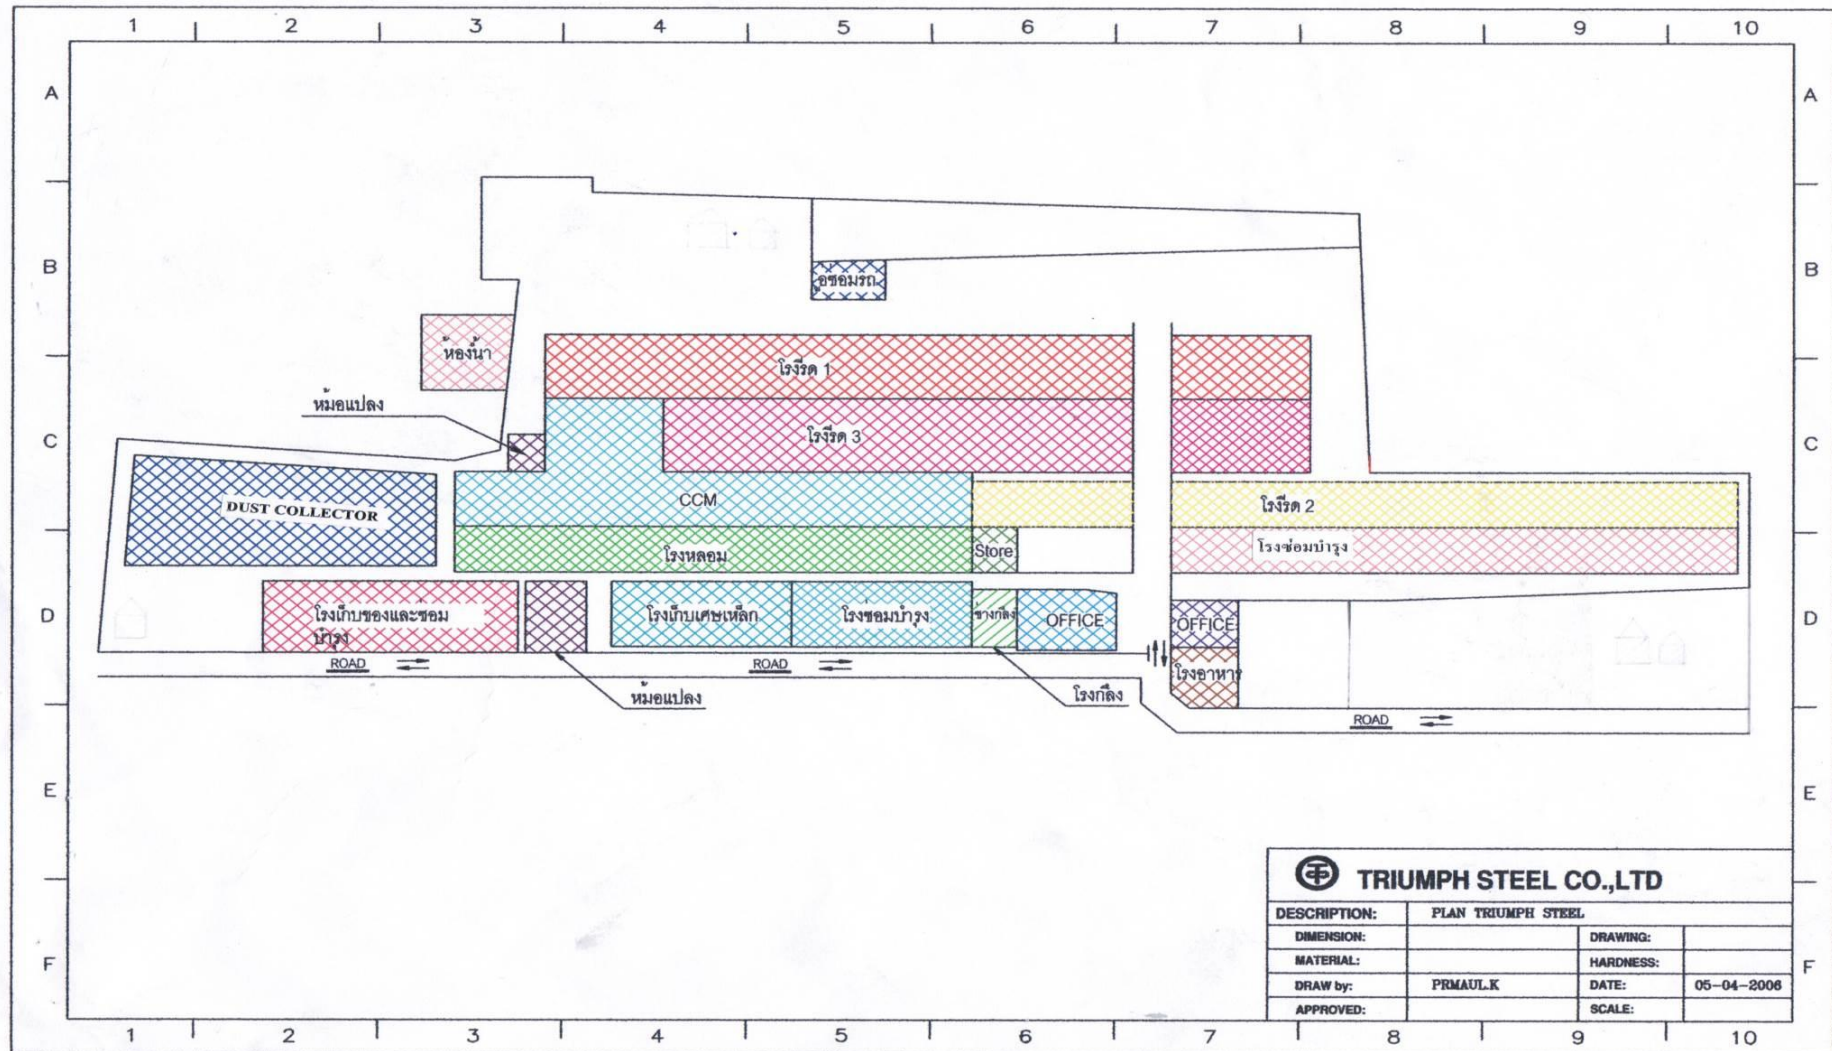 1 2 3 4 5 6 7 8 9 10
A A
B B
อู่ซ่อมรถ
ห้องน้ำ
โรงรีด 1
หม้อแปลง
โรงรีด 3
C C
CCM
DUST COLLECTOR
โรงรีด 2
โรงหลอม
Store
โรงซ่อมบำรุง
D D
โรงเก็บของและซ่อม
บำรุง
โรงเก็บเศษเหล็ก
โรงซ่อมบำรุง
ช่างกลึง
OFFICE
OFFICE
ROAD
ROAD
โรงอาหาร
หม้อแปลง
โรงกลึง
ROAD
E E
TRIUMPH STEEL CO.,LTD
DESCRIPTION: PLAN TRIUMPH STEEL
DIMENSION: DRAWING:
MATERIAL: HARDNESS:
F F
DRAW by: PRMAUL.K DATE: 05-04-2006
APPROVED: SCALE:
1 2 3 4 5 6 7 8 9 10